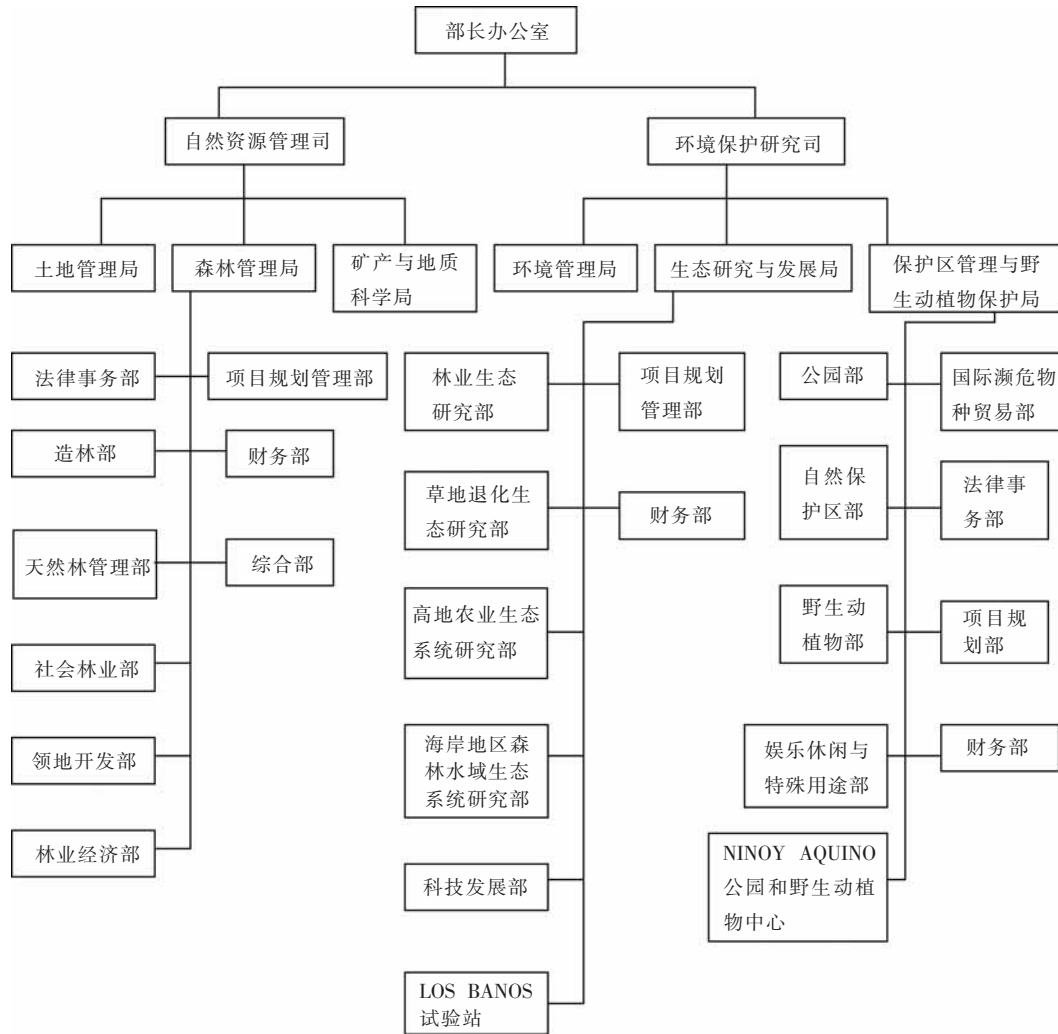 部长办公室
自然资源管理司
环境保护研究司
土地管理局
森林管理局
矿产与地质
科学局
环境管理局
生态研究与发展局
保护区管理与野
生动植物保护局
法律事务部
项目规划管理部
造林部
财务部
天然林管理部
综合部
社会林业部
领地开发部
林业经济部
林业生态
研究部
项目规划
管理部
草地退化生
态研究部
财务部
高地农业生态
系统研究部
海岸地区森
林水域生态
系统研究部
科技发展部
LOS BANOS
试验站
公园部
国际濒危物
种贸易部
自然保
护区部
法律事
务部
野生动
植物部
项目规
划部
娱乐休闲与
特殊用途部
财务部
NINOY AQUINO
公园和野生动植
物中心